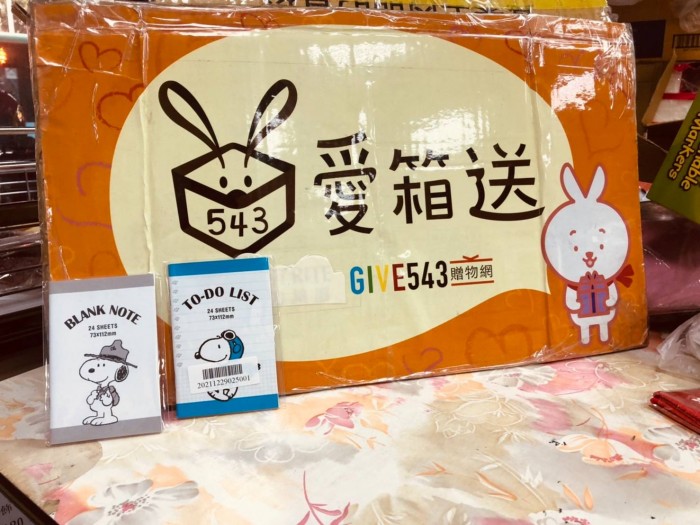 543
愛箱送
GIVE543贈物網
BLANK NOTE
24 SHEETS
73X112mm
TO-DO LIST
24 SHEETS
73X112mm
20211229025001
Markers